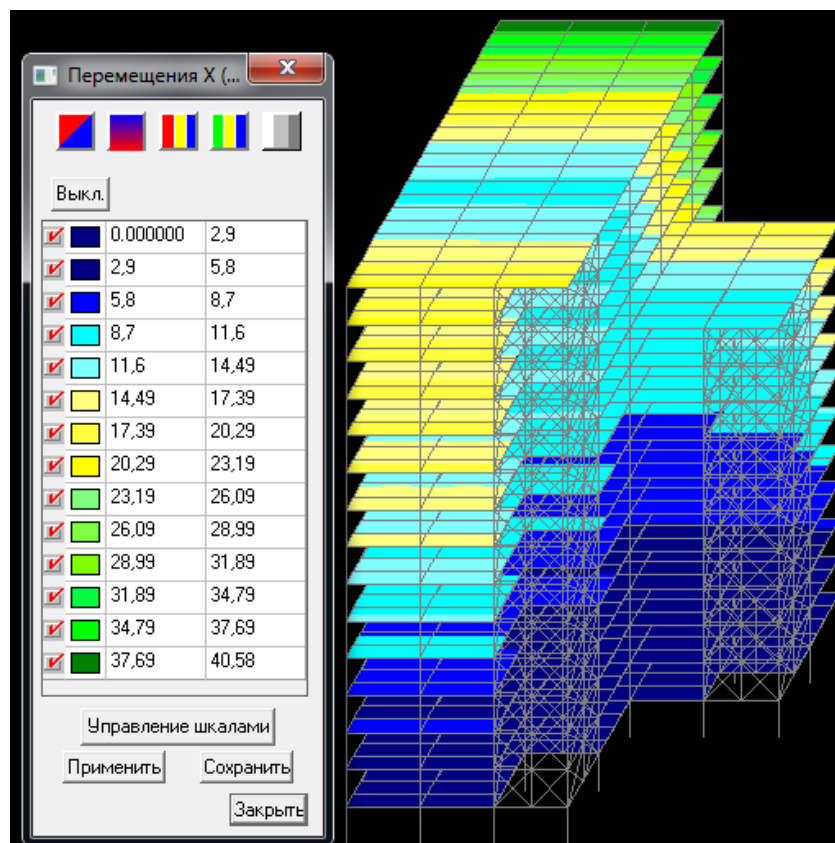 Перемещения X (...
Выкл.
0.000000 2,9
2,9 5,8
5,8 8,7
8,7 11,6
11,6 14,49
14,49 17,39
17,39 20,29
20,29 23,19
23,19 26,09
26,09 28,99
28,99 31,89
31,89 34,79
34,79 37,69
37,69 40,58
Управление шкалами
Применить Сохранить
Закрыть